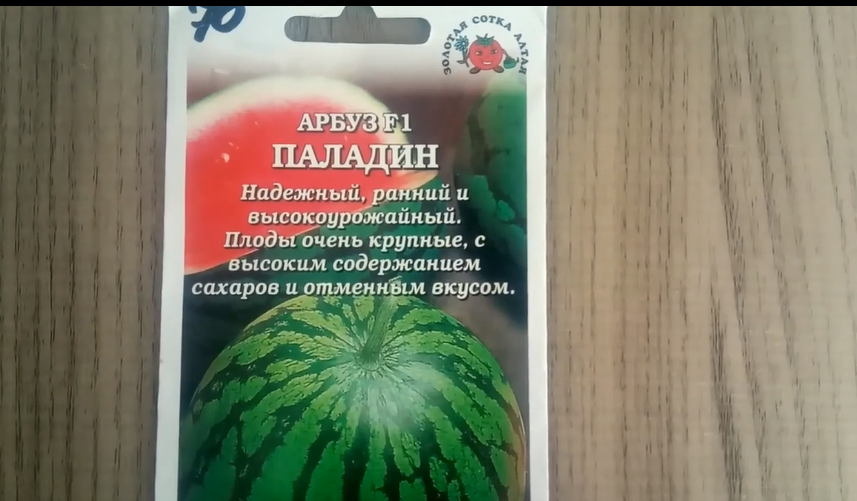 70
ЗОЛОТАЯ СОТКА АЛТАЯ
АРБУЗ F1
ПАЛАДИН
Надежный, ранний и
высокоурожайный.
Плоды очень крупные, с
высоким содержанием
сахаров и отменным вкусом.